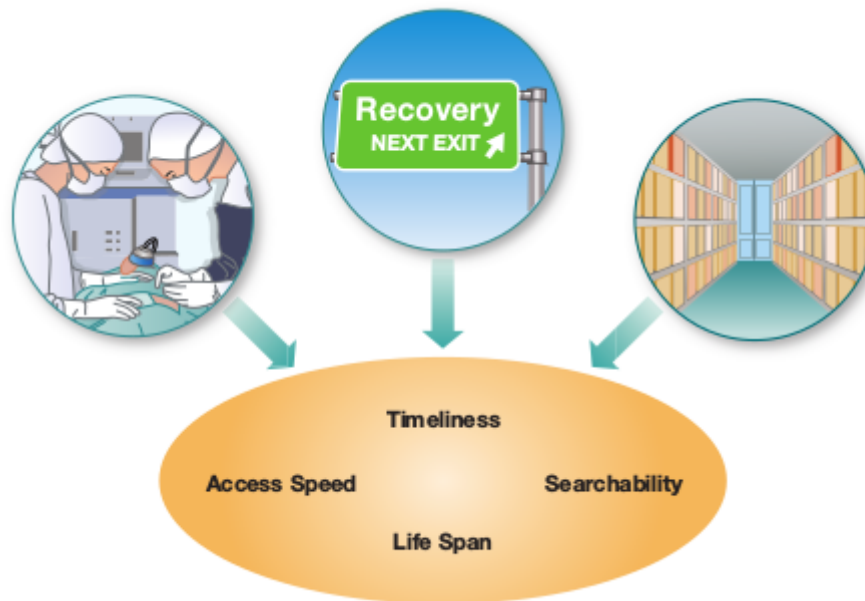 Recovery
NEXT EXIT
Timeliness
Access Speed
Searchability
Life Span